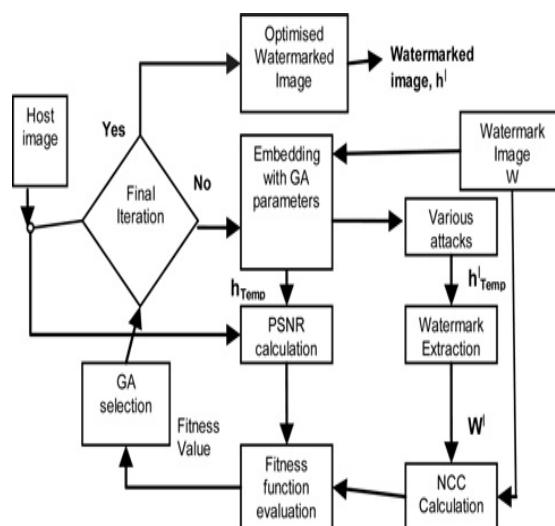 Optimised
Watermarked
Image
Watermarked
image, h|
Host
image
Yes
Final
Iteration
No
Embedding
with GA
parameters
Watermark
Image
W
Various
attacks
hTemp
h|Temp
PSNR
calculation
Watermark
Extraction
GA
selection
Fitness
Value
W|
Fitness
function
evaluation
NCC
Calculation